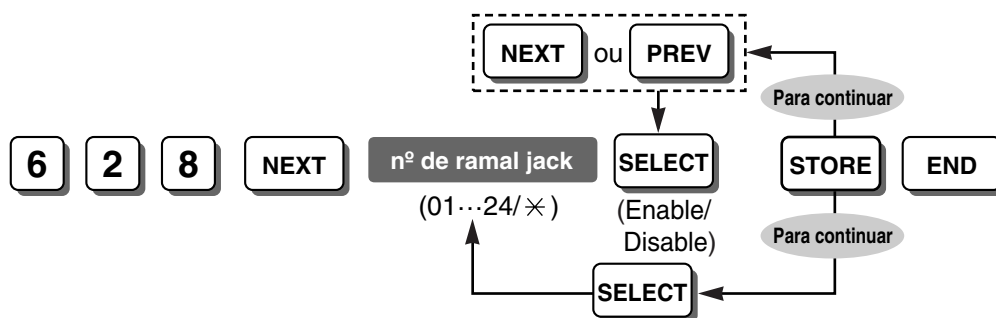 NEXT ou PREV
Para continuar
6 2 8 NEXT nº de ramal jack SELECT STORE END
(01···24/✳)
(Enable/
Disable)
Para continuar
SELECT